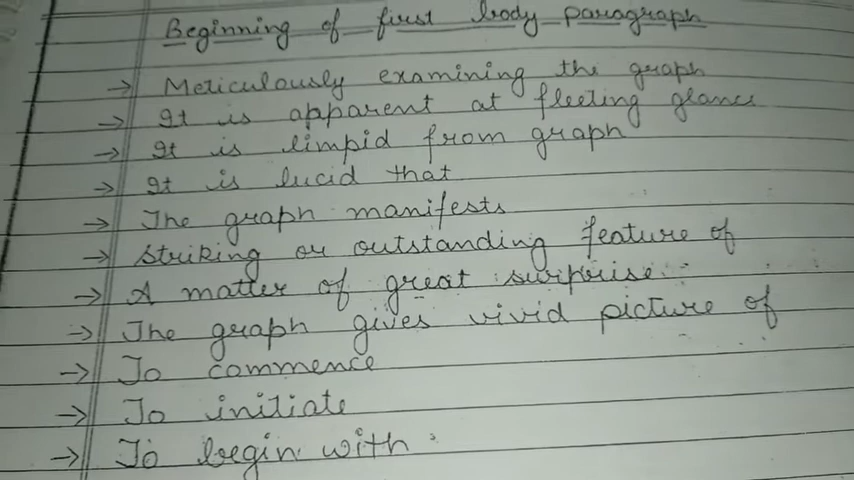 Beginning of first body paragraph
→ Meticulously examining the graph
→ It is apparent at fleeting glance
→ It is limpid from graph
→ It is lucid that
→ The graph manifests
→ Striking or outstanding feature of
→ A matter of great surprise
→ The graph gives vivid picture of
→ To commence
→ To initiate
→ To begin with